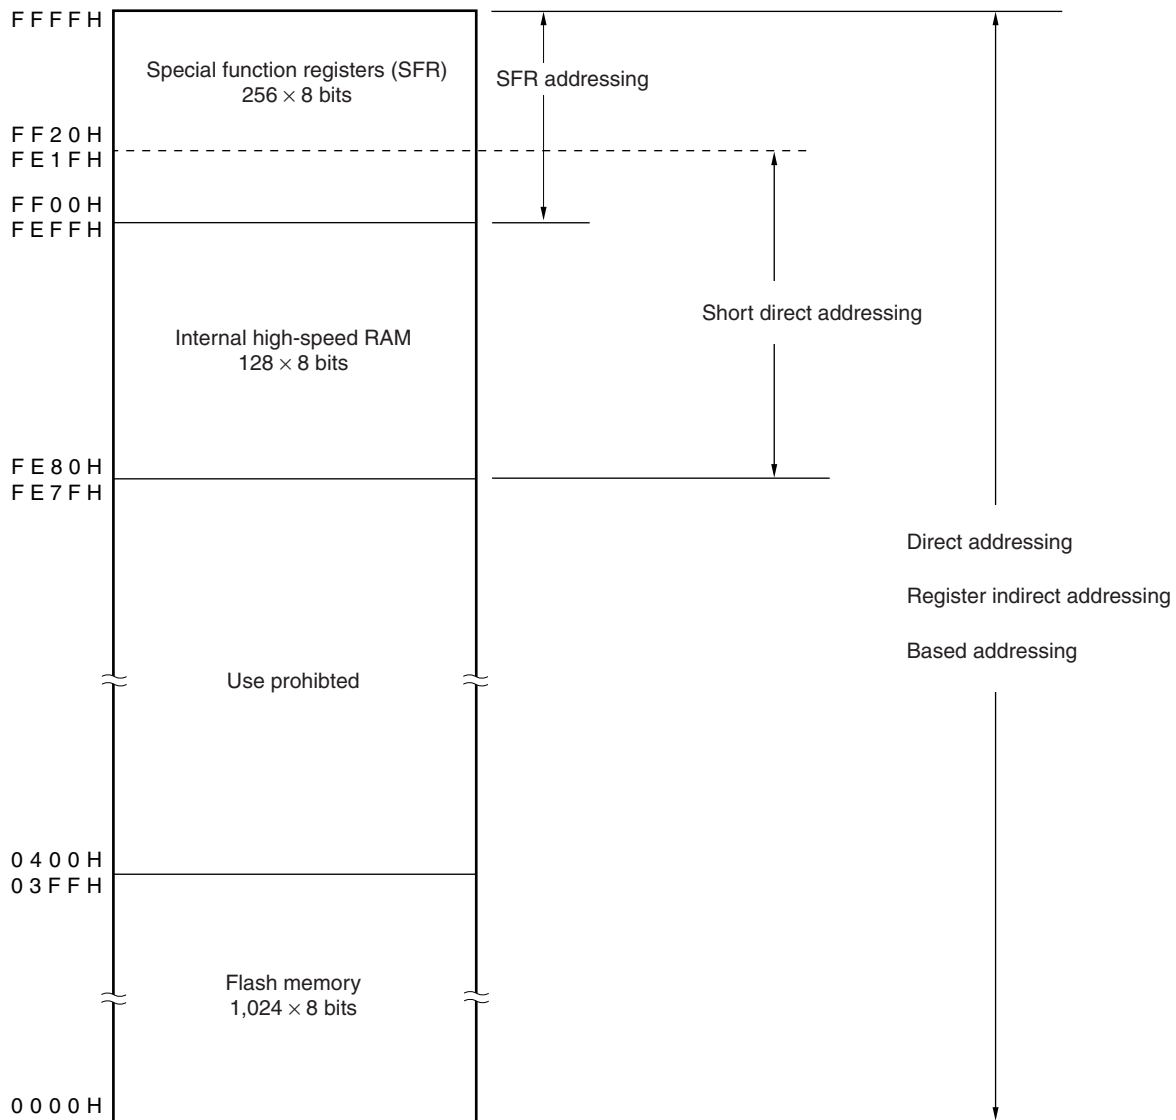 FFFFH
Special function registers (SFR)
256 × 8 bits
SFR addressing
FF20H
FE1FH
FF00H
FEFFH
Short direct addressing
Internal high-speed RAM
128 × 8 bits
FE80H
FE7FH
Direct addressing
Register indirect addressing
Based addressing
Use prohibted
0400H
03FFH
Flash memory
1,024 × 8 bits
0000H